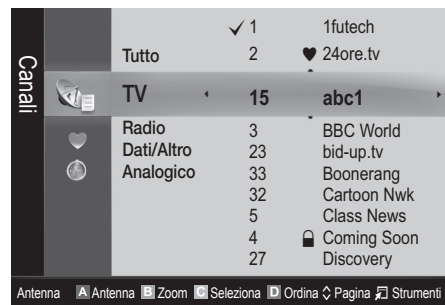 Canali
✓ 1 1futech
Tutto 2 ♥ 24ore.tv
TV 15 abc1
Radio 3 BBC World
Dati/Altro 23 bid-up.tv
Analogico 33 Boonerang
32 Cartoon Nwk
5 Class News
4 Coming Soon
27 Discovery
Antenna A Antenna B Zoom C Seleziona D Ordina Pagina Strumenti